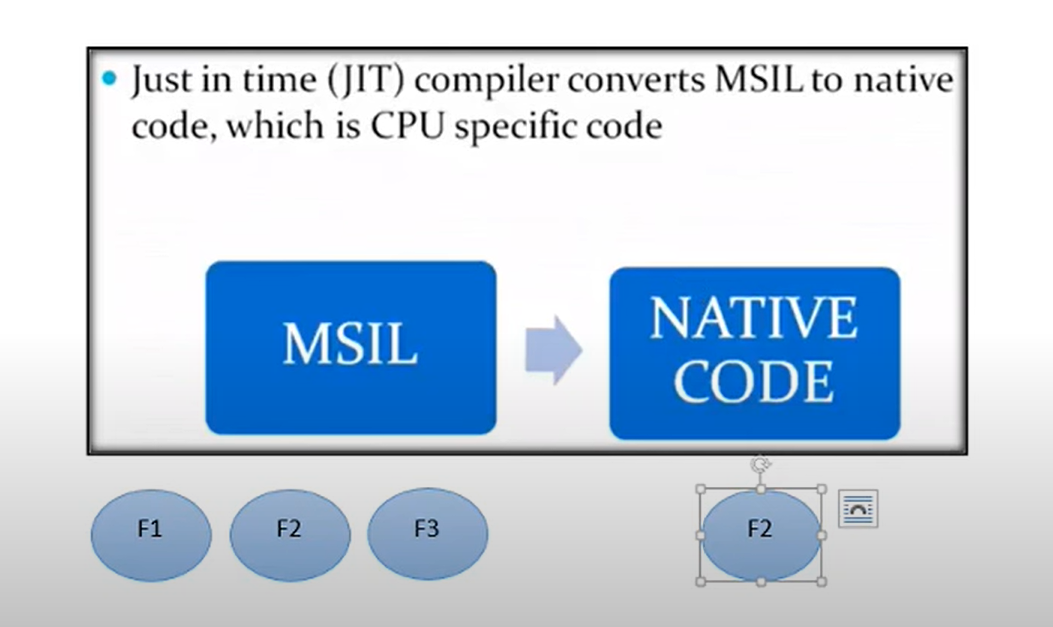 Just in time (JIT) compiler converts MSIL to native
code, which is CPU specific code
MSIL
NATIVE
CODE
F1
F2
F3
F2